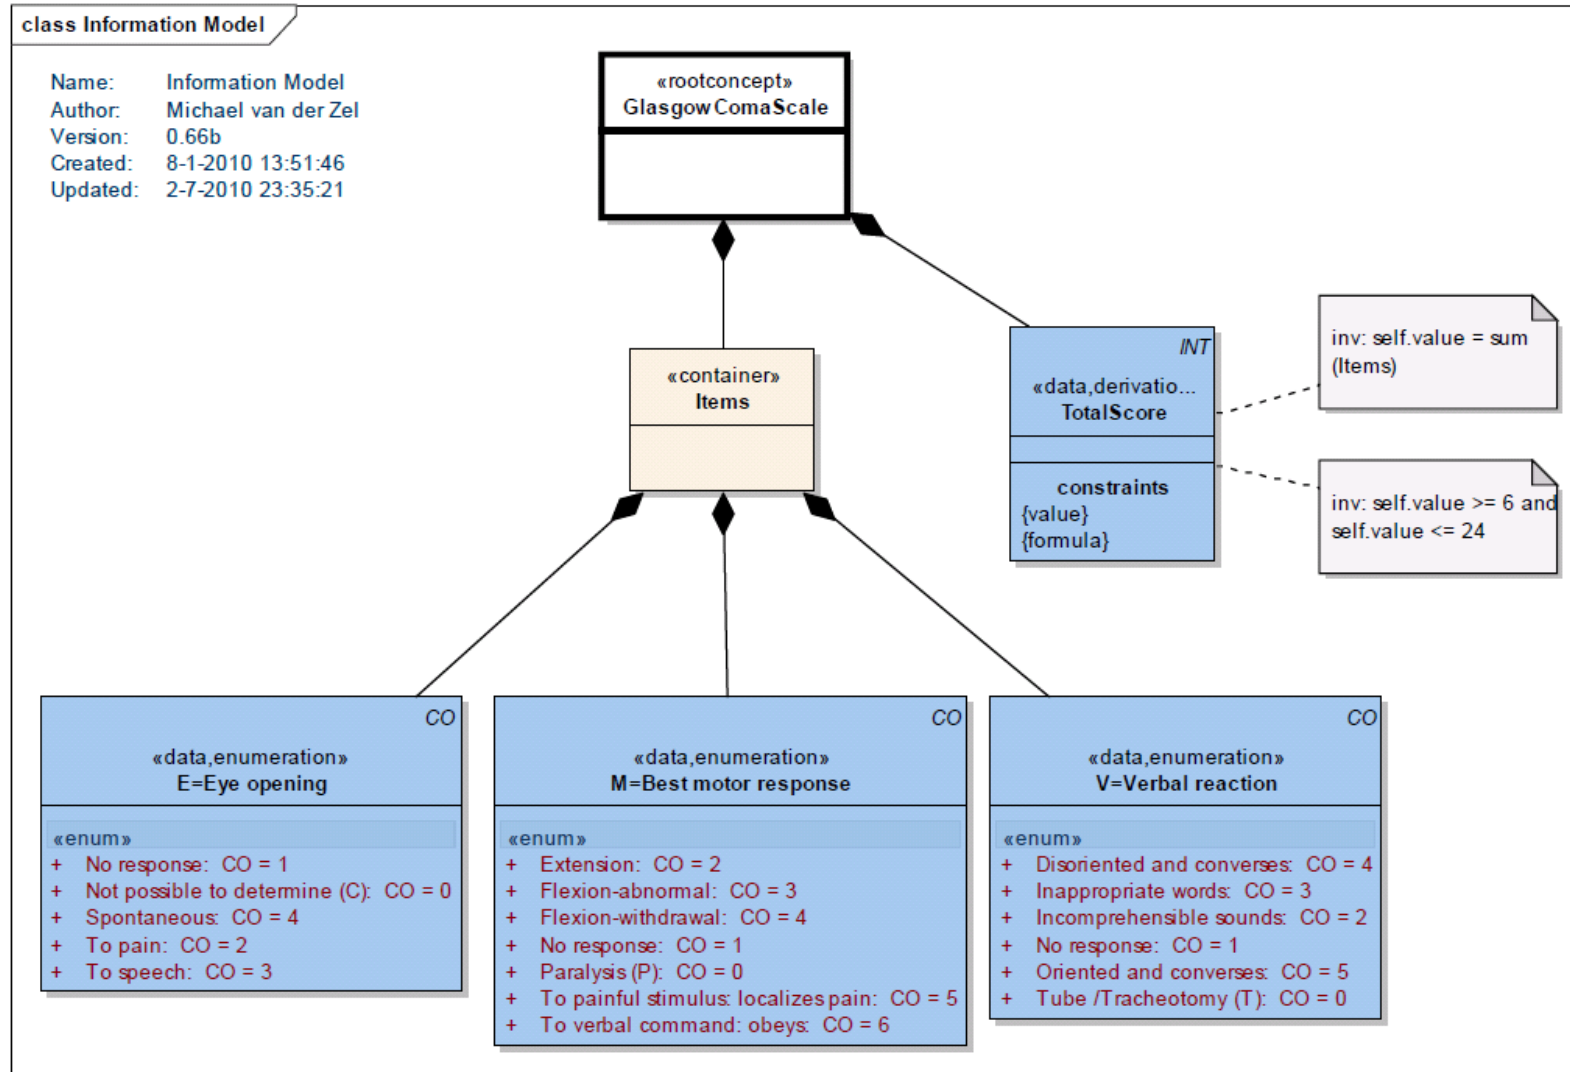 class Information Model
Name: Information Model
Author: Michael van der Zel
Version: 0.66b
Created: 8-1-2010 13:51:46
Updated: 2-7-2010 23:35:21
«rootconcept»
GlasgowComaScale
«container»
Items
INT
«data,derivatio...
TotalScore
constraints
{value}
{formula}
inv: self.value = sum
(Items)
inv: self.value >= 6 and
self.value <= 24
CO
«data,enumeration»
E=Eye opening
«enum»
+ No response: CO = 1
+ Not possible to determine (C): CO = 0
+ Spontaneous: CO = 4
+ To pain: CO = 2
+ To speech: CO = 3
CO
«data,enumeration»
M=Best motor response
«enum»
+ Extension: CO = 2
+ Flexion-abnormal: CO = 3
+ Flexion-withdrawal: CO = 4
+ No response: CO = 1
+ Paralysis (P): CO = 0
+ To painful stimulus: localizes pain: CO = 5
+ To verbal command: obeys: CO = 6
CO
«data,enumeration»
V=Verbal reaction
«enum»
+ Disoriented and converses: CO = 4
+ Inappropriate words: CO = 3
+ Incomprehensible sounds: CO = 2
+ No response: CO = 1
+ Oriented and converses: CO = 5
+ Tube /Tracheotomy (T): CO = 0